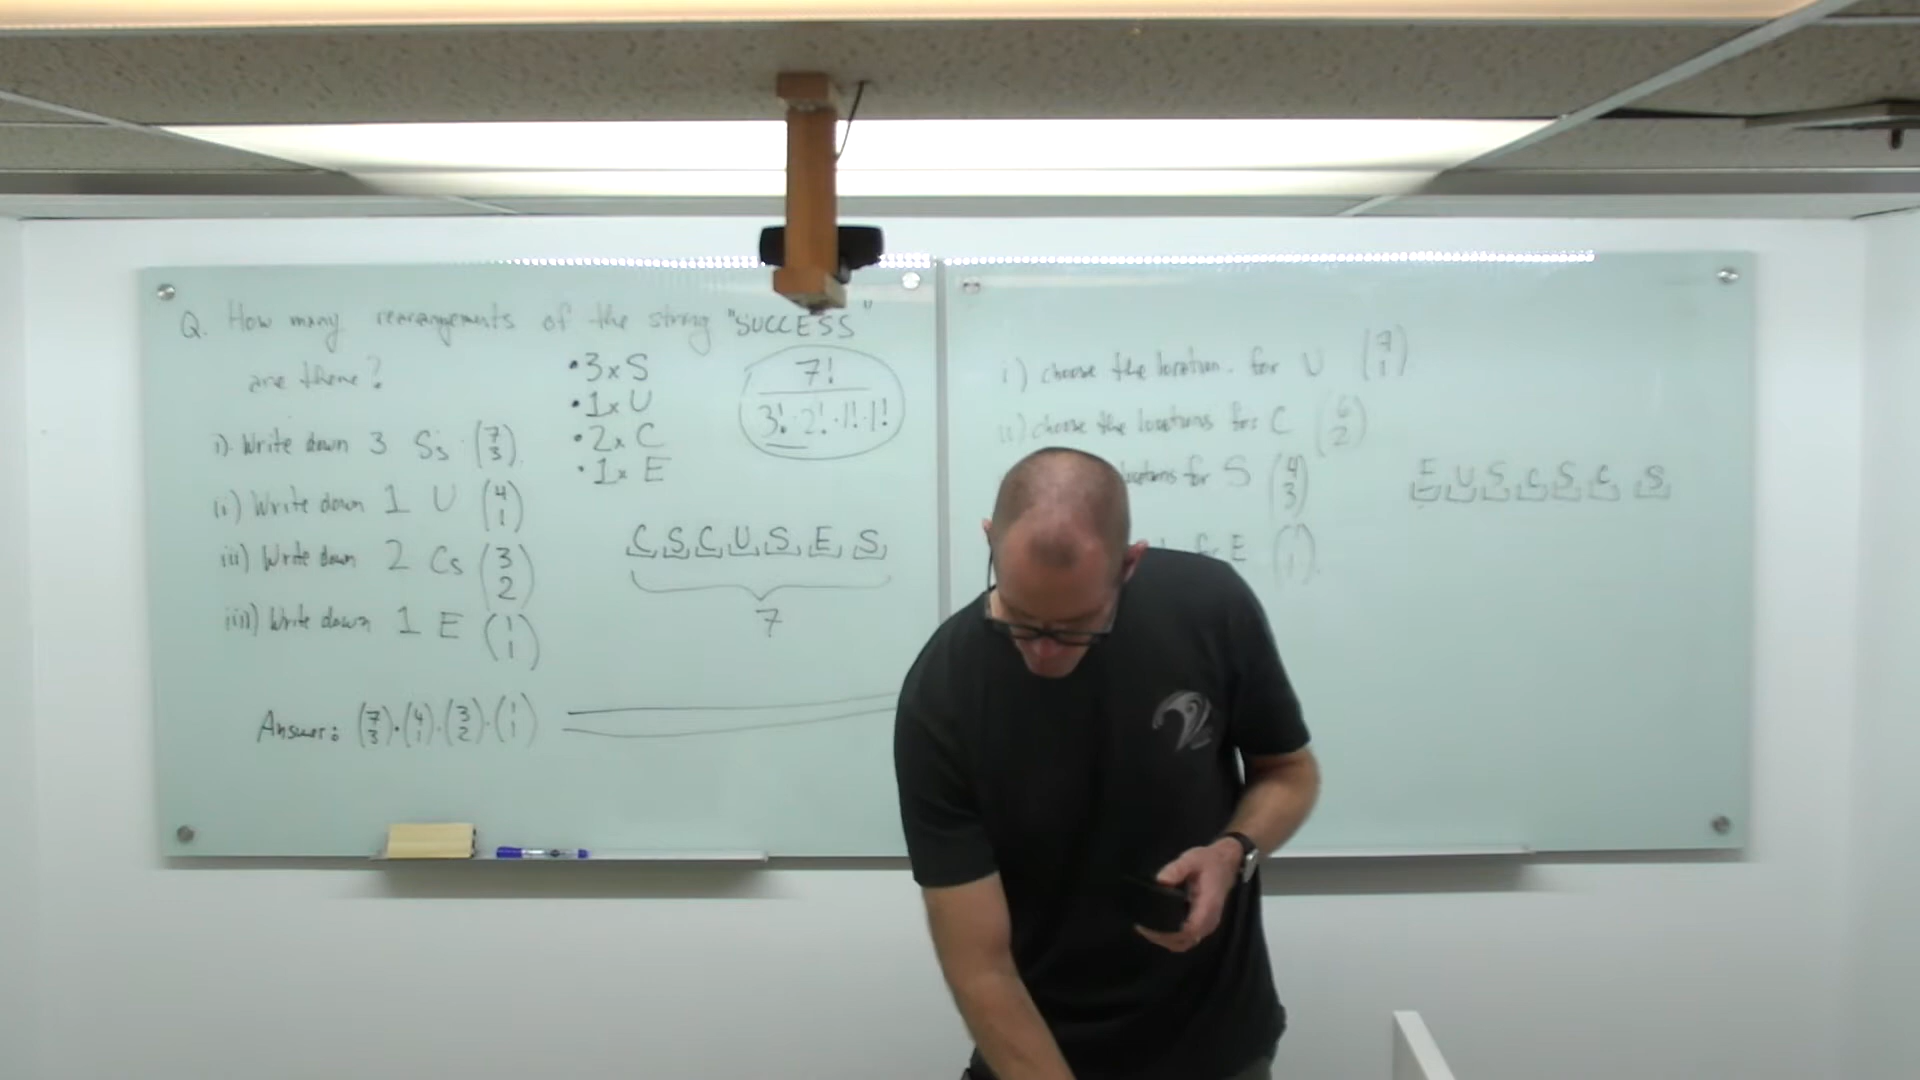 Q. How many rearrangements of the string "SUCCESS"
are there?
• 3 x S
• 1 x U
• 2 x C
• 1 x E
7!
3! · 2! · 1! · 1!
i). Write down 3 Ss (7 3)
ii) Write down 1 U (4 1)
iii) Write down 2 Cs (3 2)
iiii) Write down 1 E (1 1)
C S C U S E S
7
Answer: (7 3) · (4 1) · (3 2) · (1 1)
i) choose the location for U (7 1)
ii) choose the locations for C (6 2)
for S (4 3)
E U S C S C S
E (1 1)